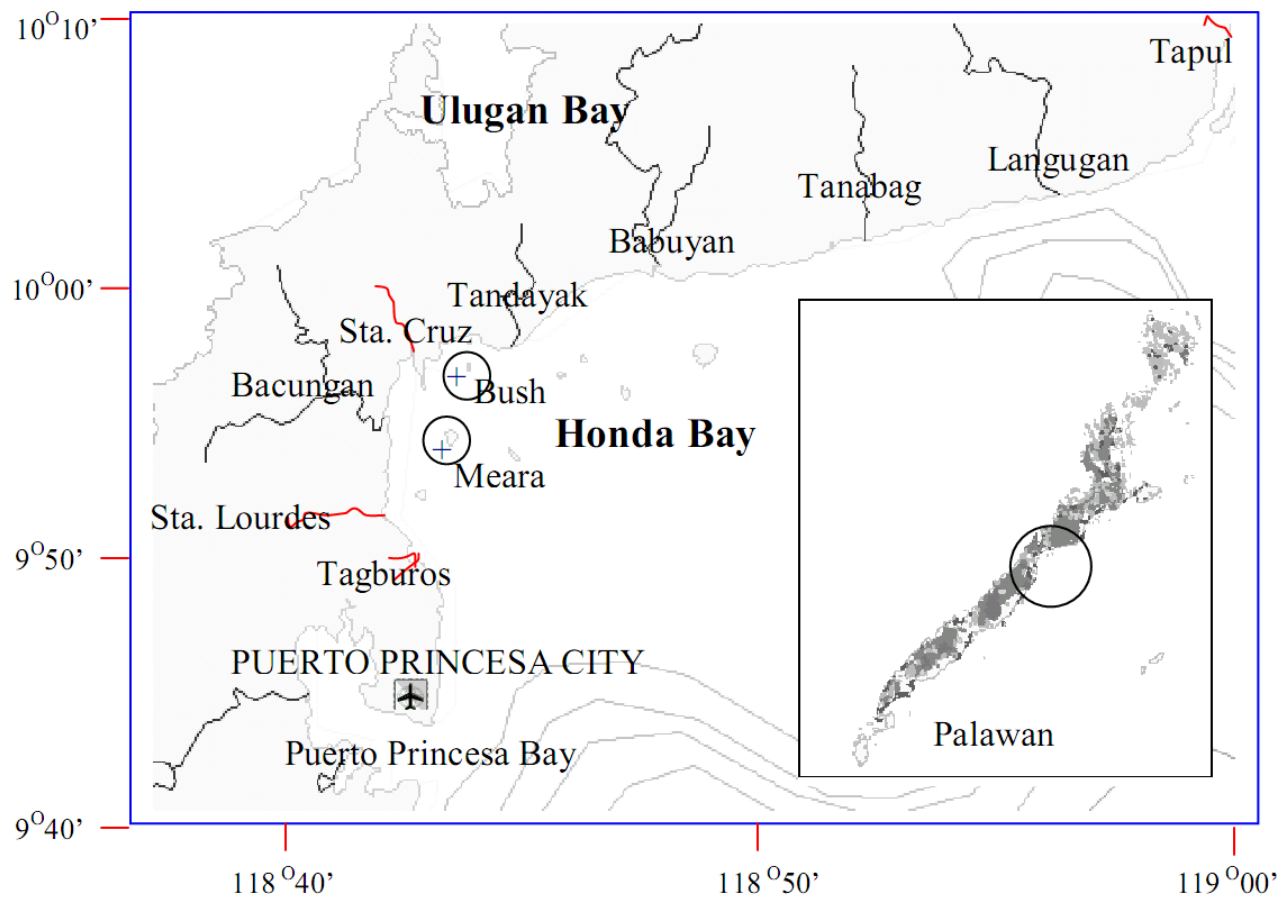 10°10’
Tapul
Ulugan Bay
Langugan
Tanabag
Babuyan
10°00’
Tandayak
Sta. Cruz
Bacungan
Bush
Honda Bay
Meara
Sta. Lourdes
9°50’
Tagburos
PUERTO PRINCESA CITY
Palawan
Puerto Princesa Bay
9°40’
118°40’
118°50’
119°00’